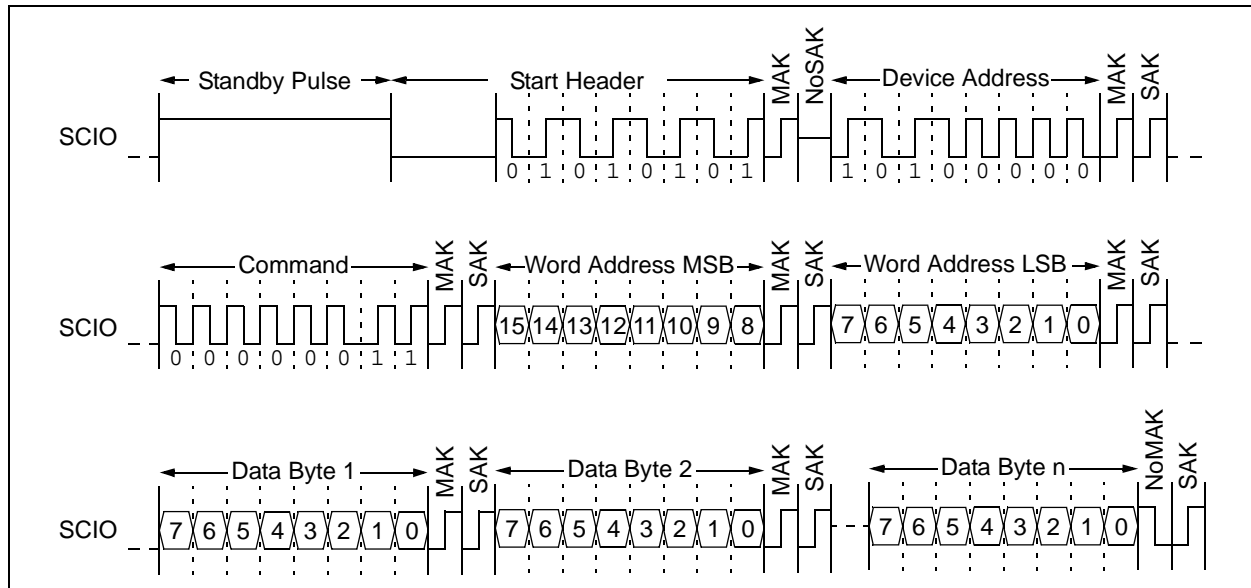 Standby Pulse Start Header MAK NoSAK Device Address MAK SAK
SCIO
0 1 0 1 0 1 0 1 1 0 1 0 0 0 0 0
Command MAK SAK Word Address MSB MAK SAK Word Address LSB MAK SAK
SCIO 15 14 13 12 11 10 9 8 7 6 5 4 3 2 1 0
0 0 0 0 0 0 1 1
Data Byte 1 MAK SAK Data Byte 2 MAK SAK Data Byte n NoMAK SAK
SCIO 7 6 5 4 3 2 1 0 7 6 5 4 3 2 1 0 7 6 5 4 3 2 1 0